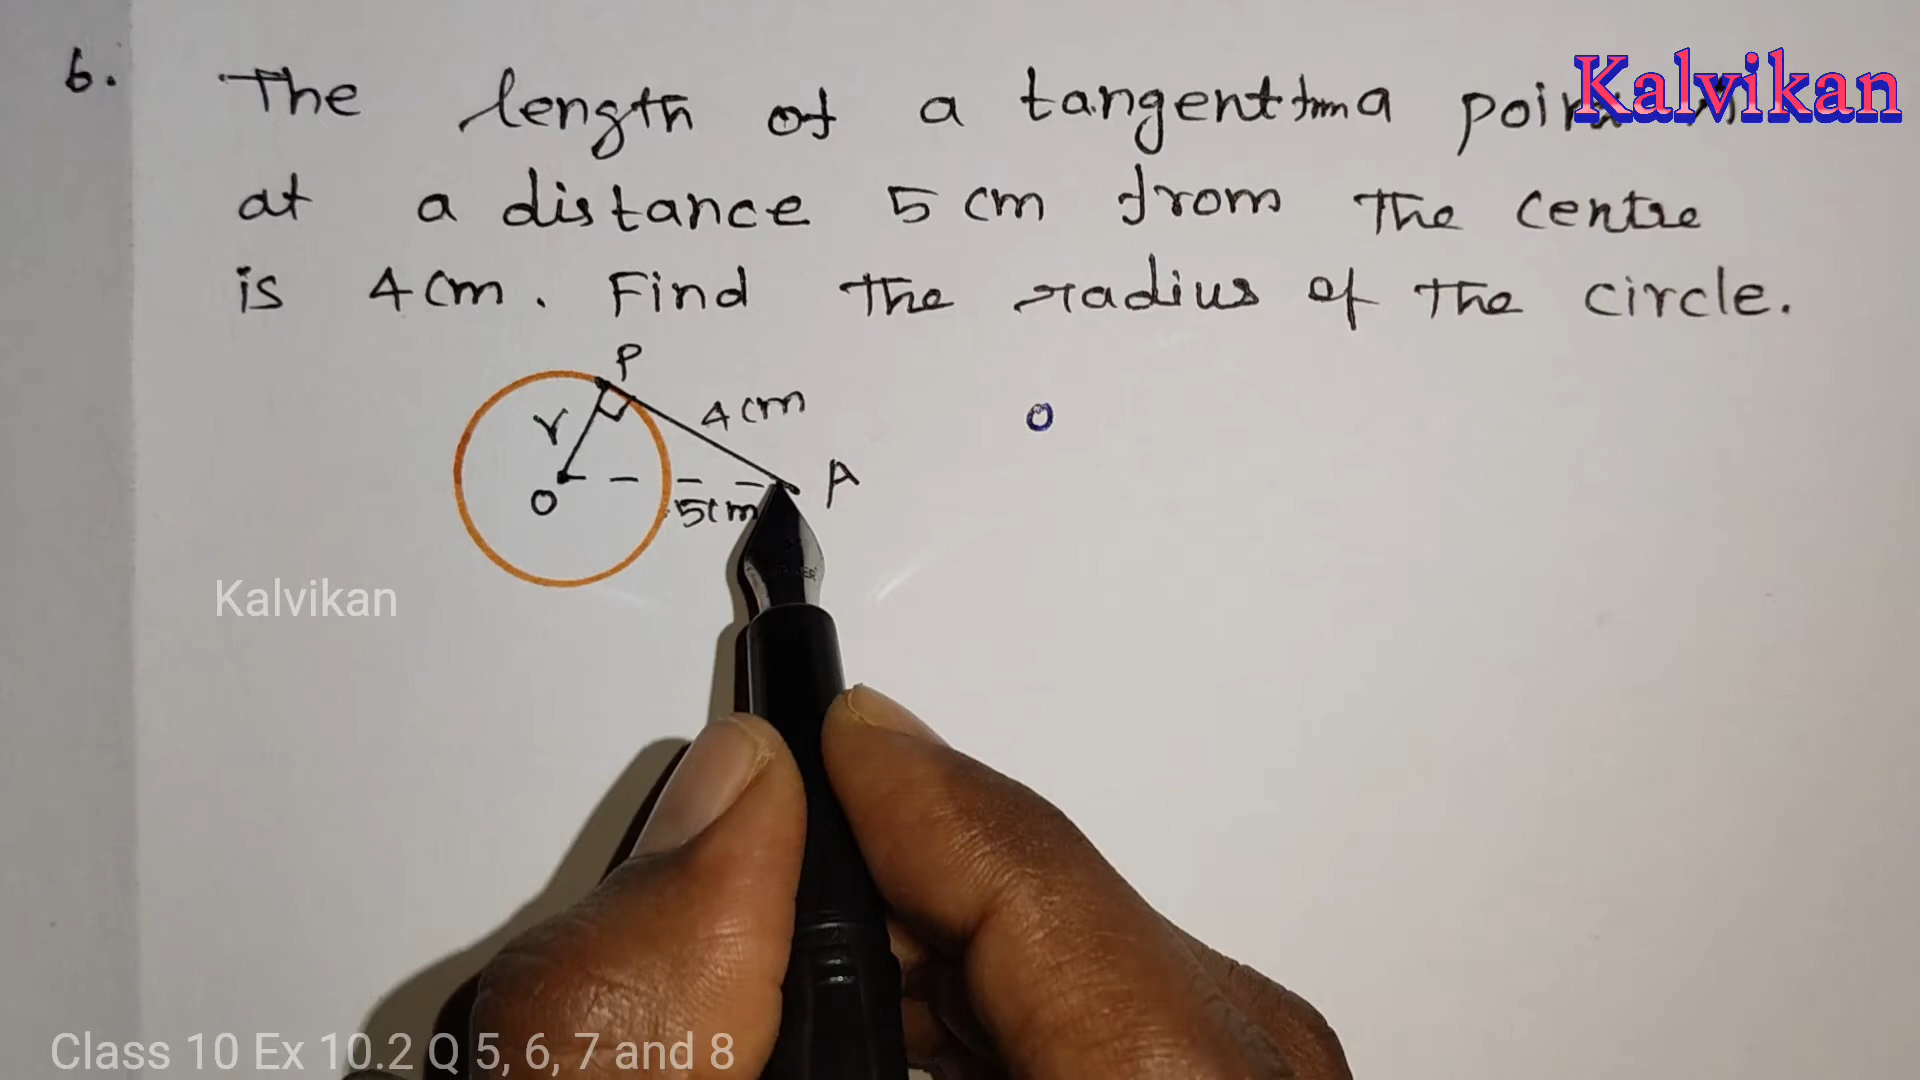 6. The length of a tangent from a point A
at a distance 5 cm from the centre
is 4 cm. Find the radius of the circle.
Kalvikan
P
r
4 cm
O
5 cm
A
O
Kalvikan
Class 10 Ex 10.2 Q 5, 6, 7 and 8